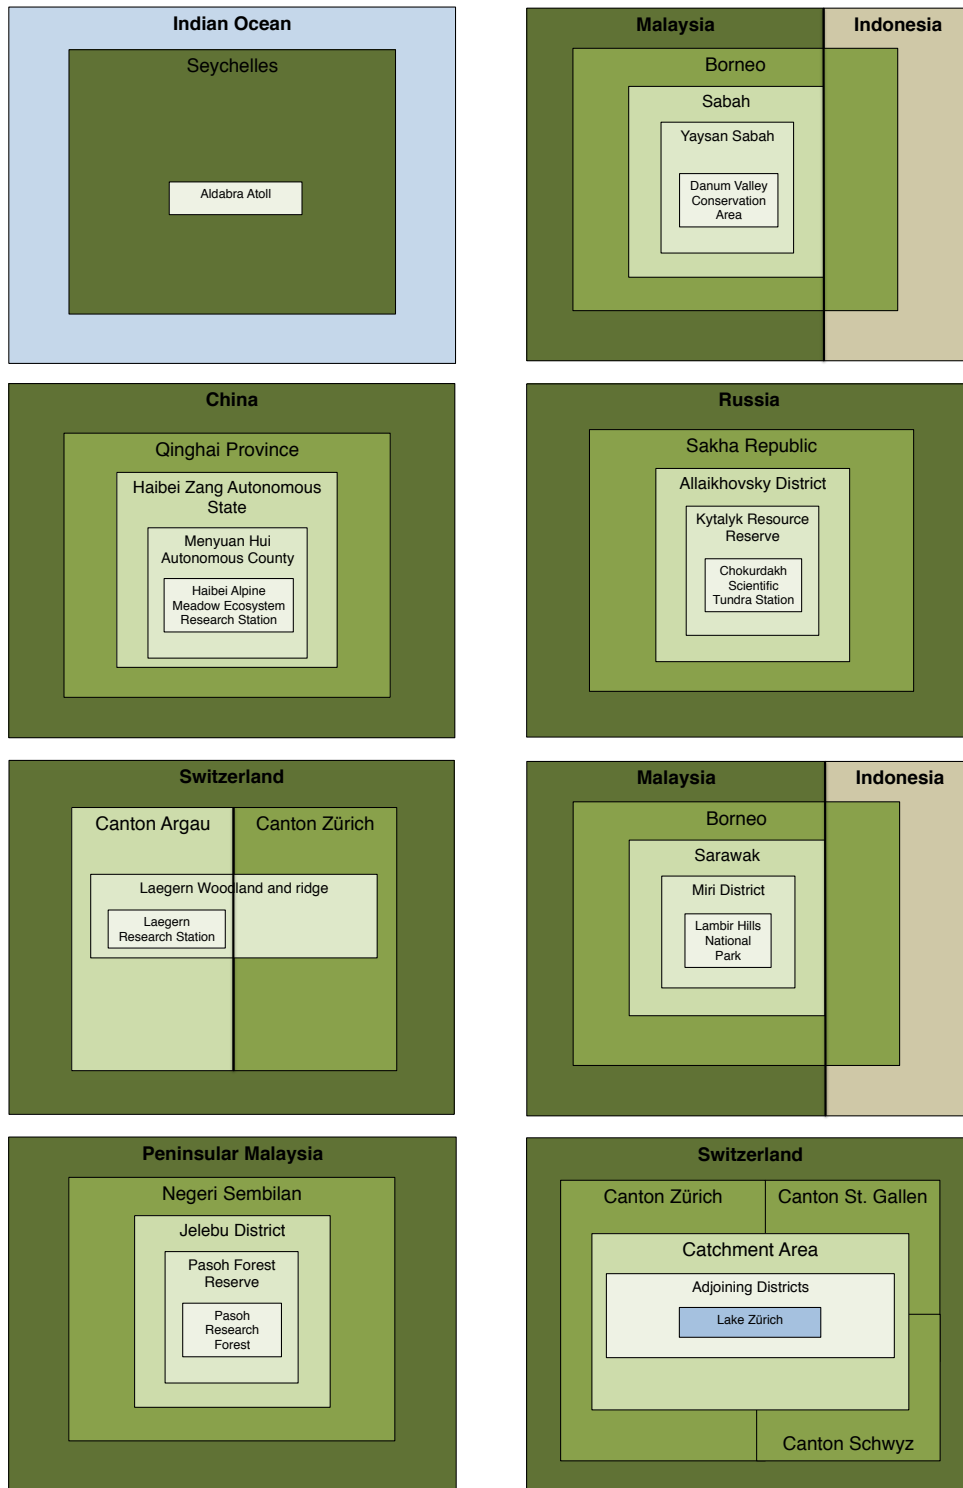 Indian Ocean
Seychelles
Aldabra Atoll
Malaysia
Indonesia
Borneo
Sabah
Yaysan Sabah
Danum Valley
Conservation
Area
China
Qinghai Province
Haibei Zang Autonomous
State
Menyuan Hui
Autonomous County
Haibei Alpine
Meadow Ecosystem
Research Station
Russia
Sakha Republic
Allaikhovsky District
Kytalyk Resource
Reserve
Chokurdakh
Scientific
Tundra Station
Switzerland
Canton Argau
Canton Zürich
Laegern Woodland and ridge
Laegern
Research Station
Malaysia
Indonesia
Borneo
Sarawak
Miri District
Lambir Hills
National
Park
Peninsular Malaysia
Negeri Sembilan
Jelebu District
Pasoh Forest
Reserve
Pasoh
Research
Forest
Switzerland
Canton Zürich
Canton St. Gallen
Catchment Area
Adjoining Districts
Lake Zürich
Canton Schwyz